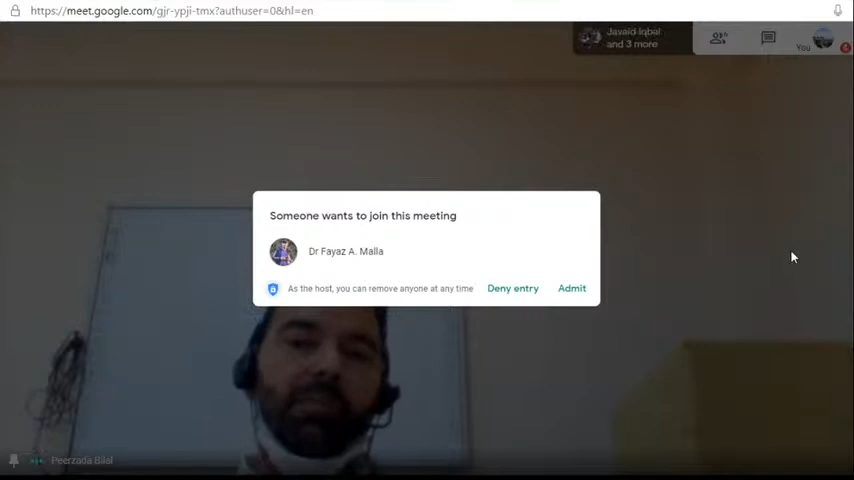 https://meet.google.com/gjr-ypji-tmx?authuser=0&hl=en
Javaid Iqbal
and 3 more
You
Someone wants to join this meeting
Dr Fayaz A. Malla
As the host, you can remove anyone at any time
Deny entry
Admit
Peerzada Bilal